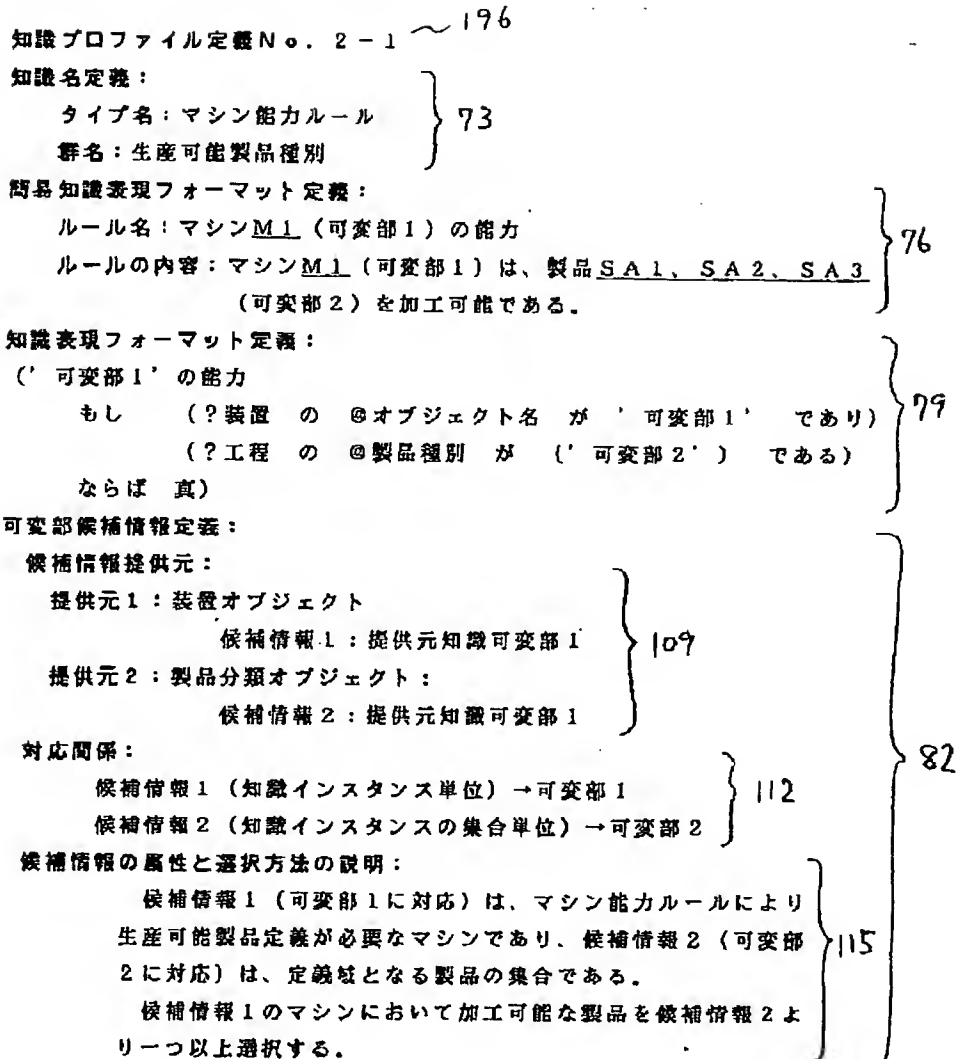 知識プロファイル定義No．2－1 196
知識名定義：
タイプ名：マシン能力ルール
群名：生産可能製品種別
73
簡易知識表現フォーマット定義：
ルール名：マシンM1（可変部1）の能力
ルールの内容：マシンM1（可変部1）は、製品SA1、SA2、SA3
（可変部2）を加工可能である。
76
知識表現フォーマット定義：
（’可変部1’の能力
もし （?装置 の @オブジェクト名 が ’可変部1’ であり）
（?工程 の @製品種別 が （’可変部2’） である）
ならば 真）
79
可変部候補情報定義：
候補情報提供元：
提供元1：装置オブジェクト
候補情報1：提供元知識可変部1
提供元2：製品分類オブジェクト：
候補情報2：提供元知識可変部1
109
対応関係：
候補情報1（知識インスタンス単位）→可変部1
候補情報2（知識インスタンスの集合単位）→可変部2
112
候補情報の属性と選択方法の説明：
候補情報1（可変部1に対応）は、マシン能力ルールにより
生産可能製品定義が必要なマシンであり、候補情報2（可変部
2に対応）は、定義域となる製品の集合である。
候補情報1のマシンにおいて加工可能な製品を候補情報2よ
り一つ以上選択する。
115
82